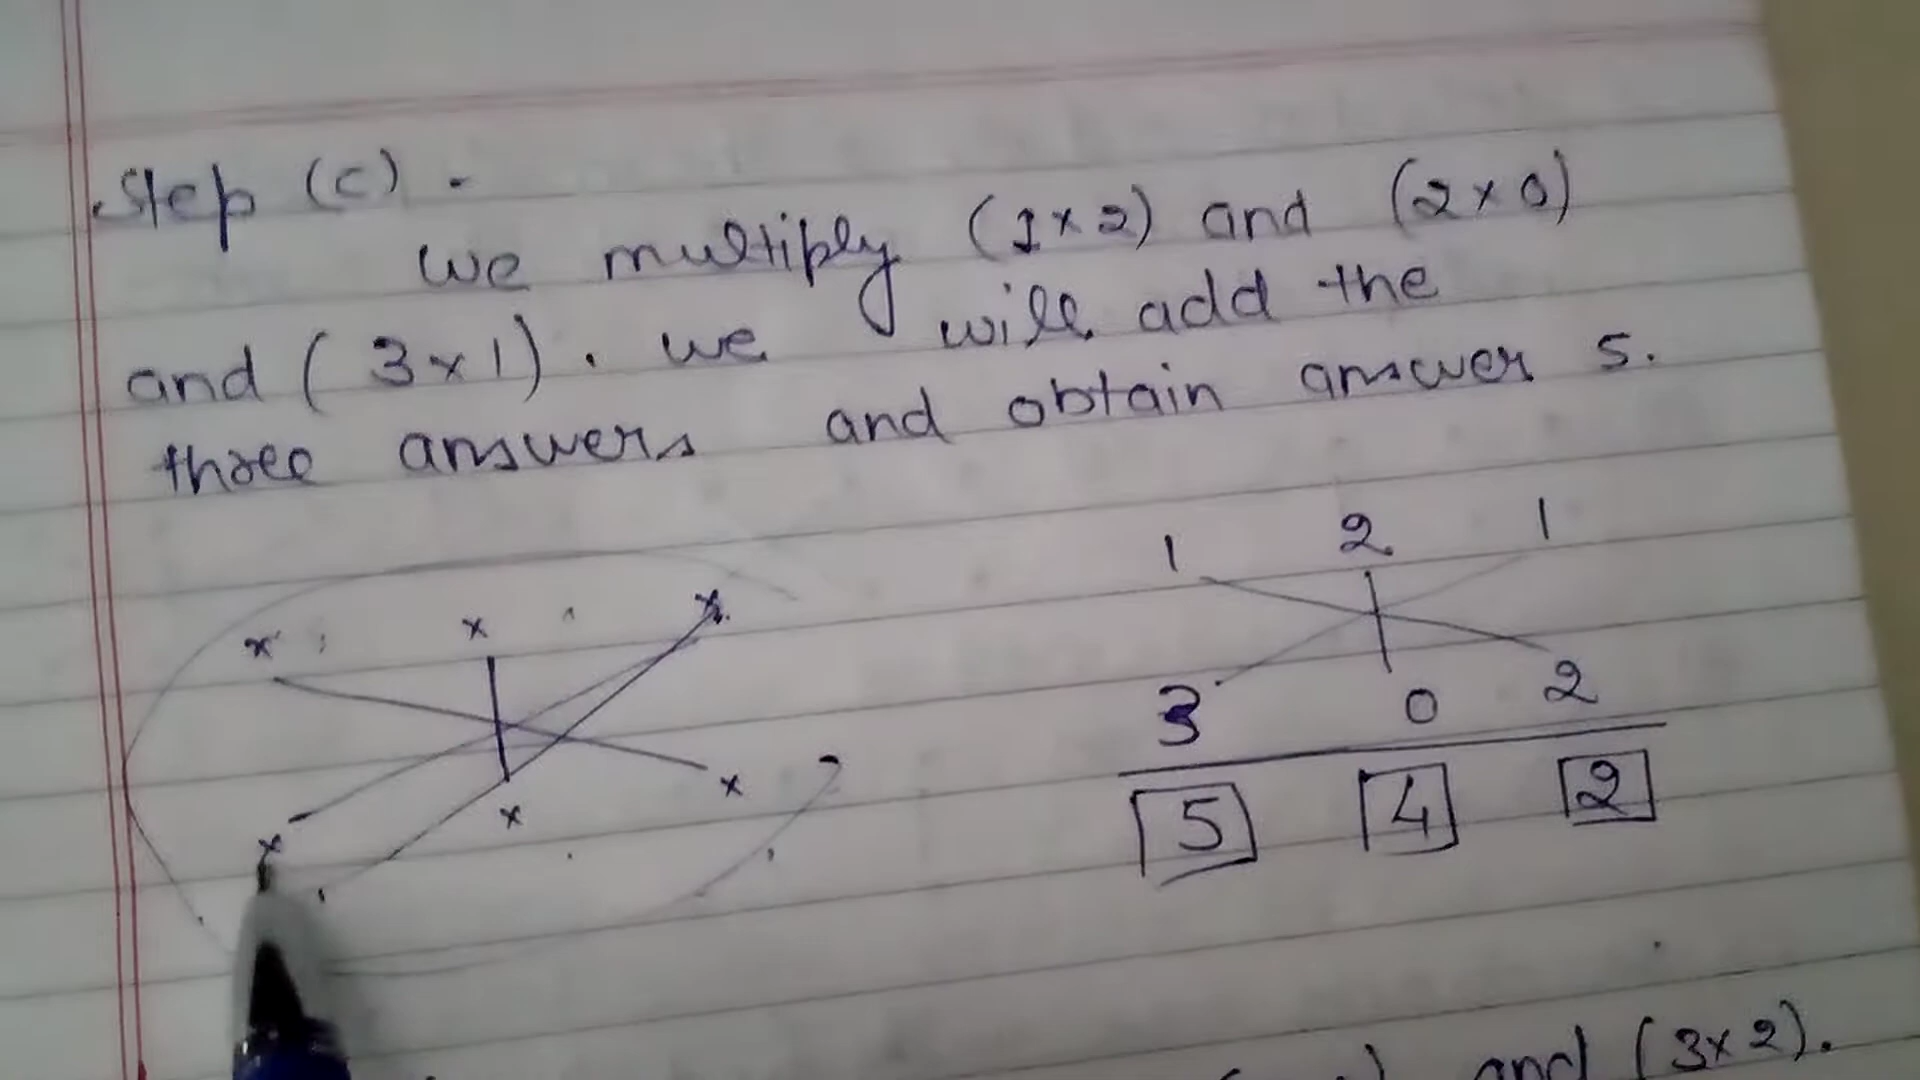 Step (c) -
We multiply (1×2) and (2×0)
and (3×1). we will add the
three answers and obtain answer 5.
x x x
x x x
1 2 1
3 0 2
5 4 2
and (3×2).